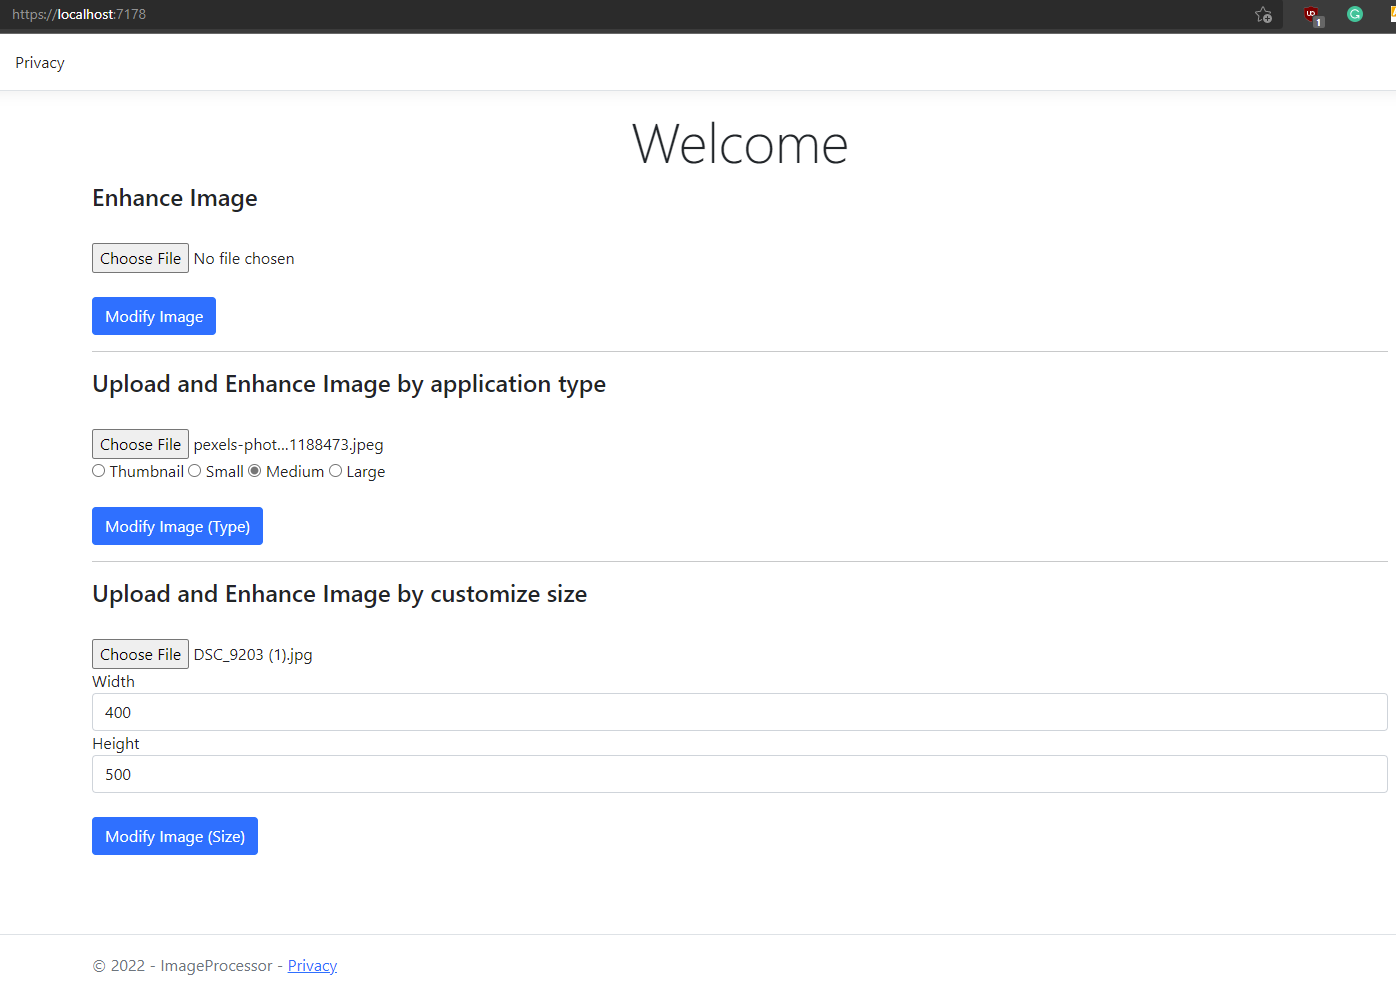 https://localhost:7178
1
Privacy
Welcome
Enhance Image
Choose File No file chosen
Modify Image
Upload and Enhance Image by application type
Choose File pexels-phot...1188473.jpeg
Thumbnail Small Medium Large
Modify Image (Type)
Upload and Enhance Image by customize size
Choose File DSC_9203 (1).jpg
Width
400
Height
500
Modify Image (Size)
© 2022 - ImageProcessor - Privacy